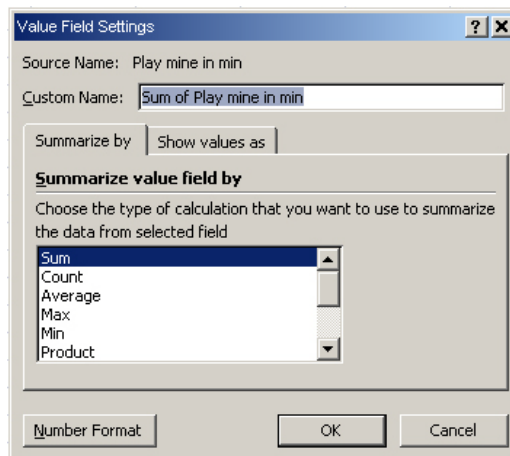 Value Field Settings
Source Name: Play mine in min
Custom Name: Sum of Play mine in min
Summarize by Show values as
Summarize value field by
Choose the type of calculation that you want to use to summarize
the data from selected field
Sum
Count
Average
Max
Min
Product
Number Format OK Cancel